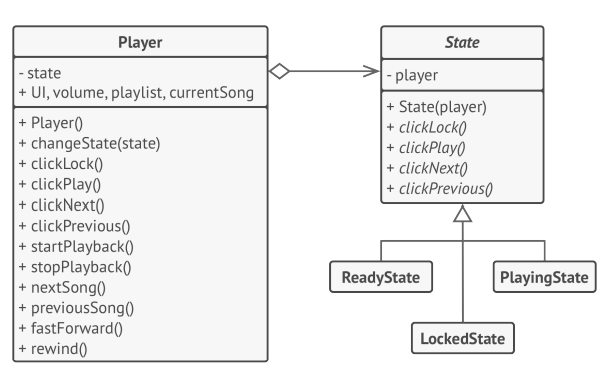 Player
- state
+ UI, volume, playlist, currentSong
+ Player()
+ changeState(state)
+ clickLock()
+ clickPlay()
+ clickNext()
+ clickPrevious()
+ startPlayback()
+ stopPlayback()
+ nextSong()
+ previousSong()
+ fastForward()
+ rewind()
State
- player
+ State(player)
+ clickLock()
+ clickPlay()
+ clickNext()
+ clickPrevious()
ReadyState
PlayingState
LockedState